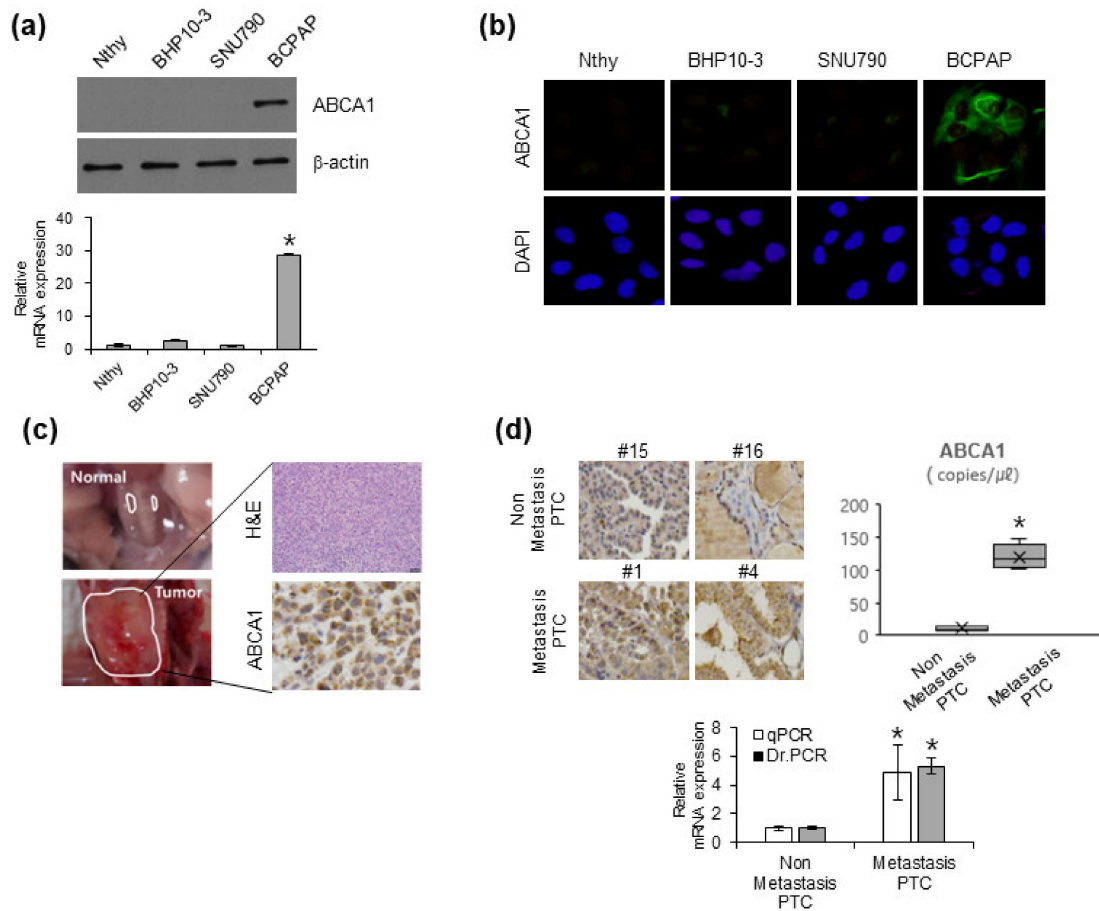 (a)
Nthy
BHP10-3
SNU790
BCPAP
ABCA1
β-actin
Relative
mRNA expression
40
30
20
10
0
*
Nthy
BHP10-3
SNU790
BCPAP
(b)
Nthy
BHP10-3
SNU790
BCPAP
ABCA1
DAPI
(c)
Normal
Tumor
H&E
ABCA1
(d)
#15
#16
Non
Metastasis
PTC
#1
#4
Metastasis
PTC
ABCA1
(copies/μℓ)
200
150
100
50
0
*
Non
Metastasis
PTC
Metastasis
PTC
Relative
mRNA expression
8
6
4
2
0
qPCR
Dr.PCR
*
*
Non
Metastasis
PTC
Metastasis
PTC